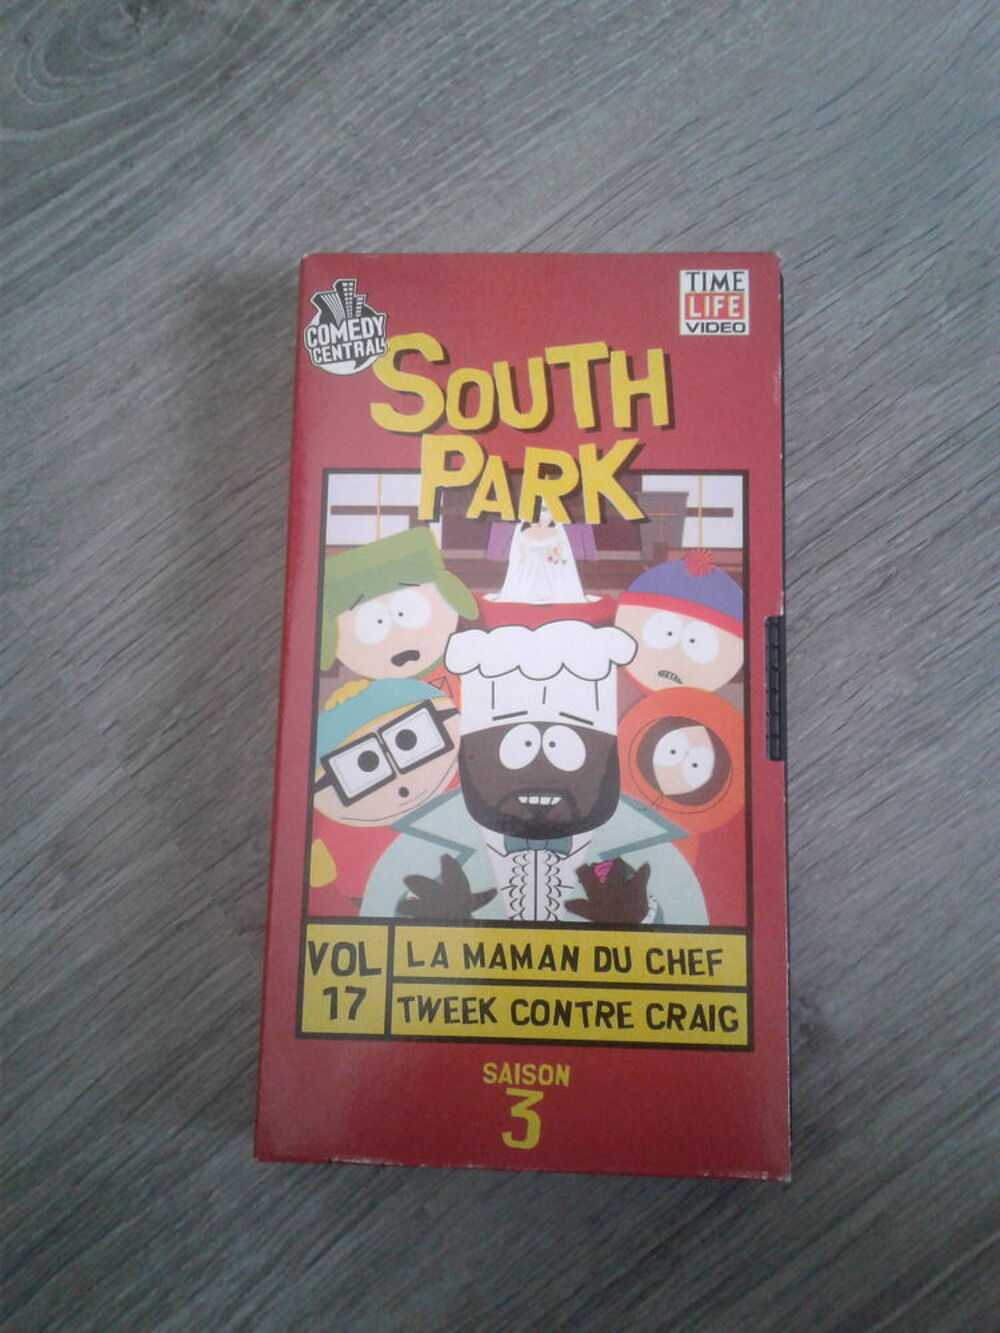 COMEDY
CENTRAL
TIME
LIFE
VIDEO
SOUTH
PARK
VOL
17
LA MAMAN DU CHEF
TWEEK CONTRE CRAIG
SAISON
3